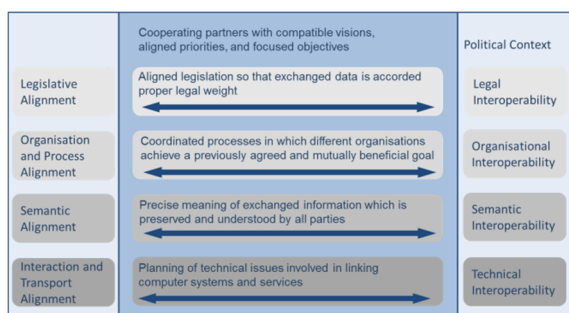 Cooperating partners with compatible visions,
aligned priorities, and focused objectives
Political Context
Legislative
Alignment
Aligned legislation so that exchanged data is accorded
proper legal weight
Legal
Interoperability
Organisation
and Process
Alignment
Coordinated processes in which different organisations
achieve a previously agreed and mutually beneficial goal
Organisational
Interoperability
Semantic
Alignment
Precise meaning of exchanged information which is
preserved and understood by all parties
Semantic
Interoperability
Interaction and
Transport
Alignment
Planning of technical issues involved in linking
computer systems and services
Technical
Interoperability